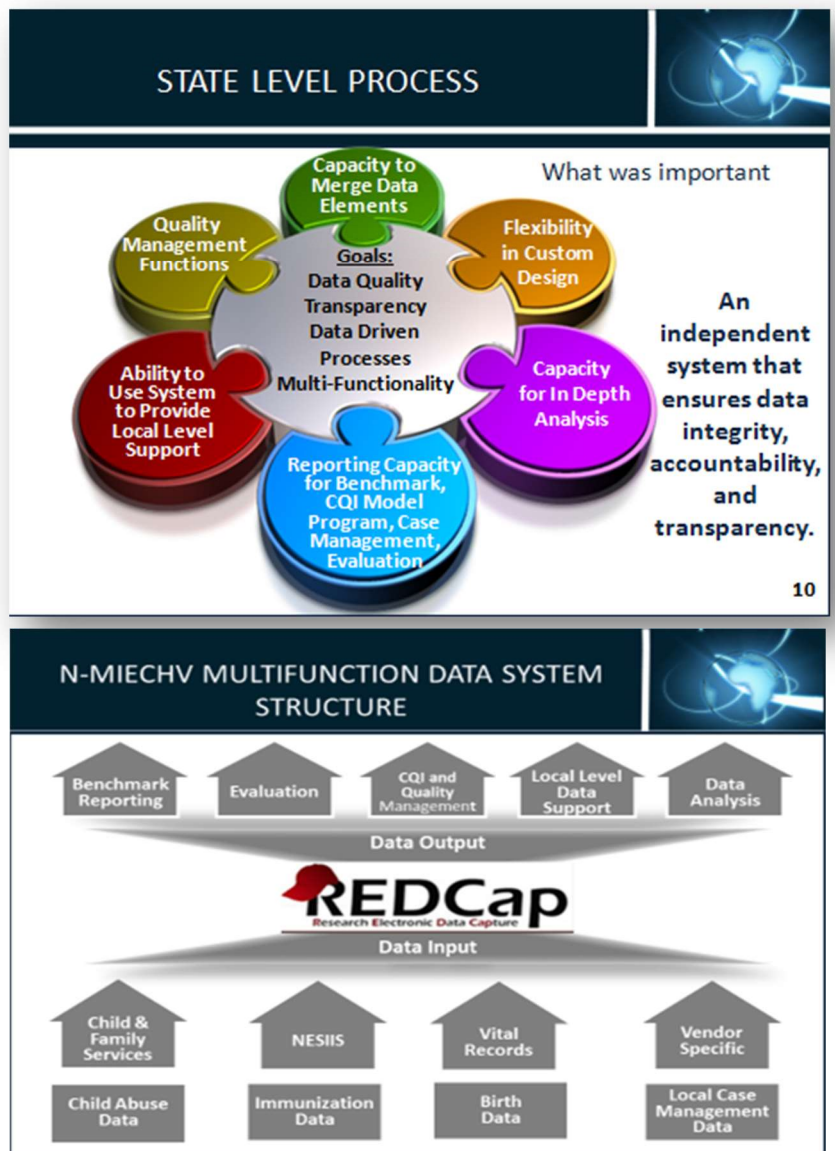 STATE LEVEL PROCESS
What was important
Capacity to
Merge Data
Elements
Quality
Management
Functions
Flexibility
in Custom
Design
Goals:
Data Quality
Transparency
Data Driven
Processes
Multi-Functionality
Ability to
Use System
to Provide
Local Level
Support
Capacity
for In Depth
Analysis
Reporting Capacity
for Benchmark,
CQI Model
Program, Case
Management,
Evaluation
An
independent
system that
ensures data
integrity,
accountability,
and
transparency.
10
N-MIECHV MULTIFUNCTION DATA SYSTEM
STRUCTURE
Benchmark
Reporting
Evaluation
CQI and
Quality
Management
Local Level
Data
Support
Data
Analysis
Data Output
REDCap
Research Electronic Data Capture
Data Input
Child &
Family
Services
NESIIS
Vital
Records
Vendor
Specific
Child Abuse
Data
Immunization
Data
Birth
Data
Local Case
Management
Data